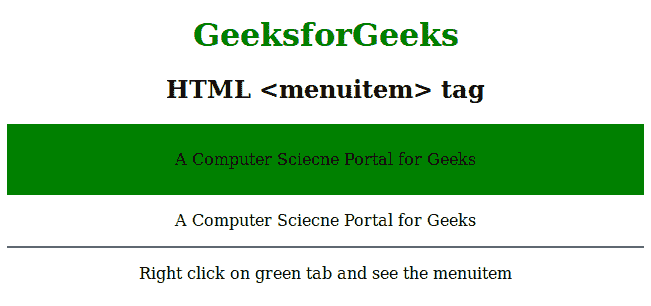 GeeksforGeeks
HTML <menuitem> tag
A Computer Sciecne Portal for Geeks
A Computer Sciecne Portal for Geeks
Right click on green tab and see the menuitem